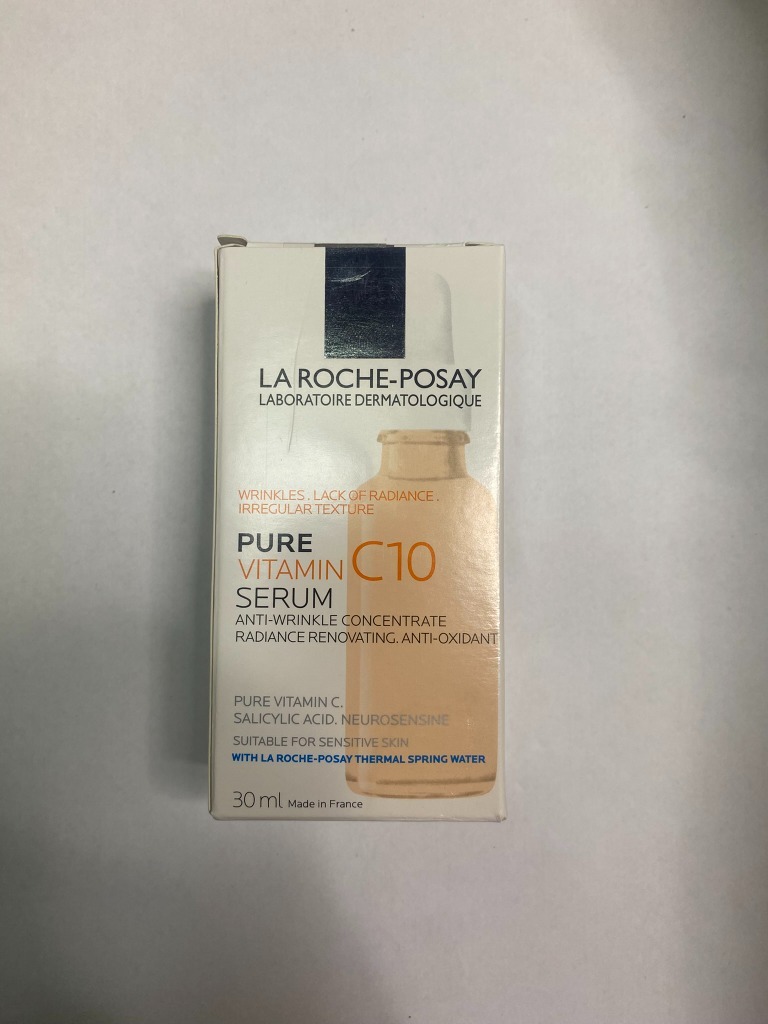 LA ROCHE-POSAY
LABORATOIRE DERMATOLOGIQUE
WRINKLES . LACK OF RADIANCE .
IRREGULAR TEXTURE
PURE
VITAMIN C10
SERUM
ANTI-WRINKLE CONCENTRATE
RADIANCE RENOVATING. ANTI-OXIDANT
PURE VITAMIN C.
SALICYLIC ACID. NEUROSENSINE
SUITABLE FOR SENSITIVE SKIN
WITH LA ROCHE-POSAY THERMAL SPRING WATER
30 ml Made in France